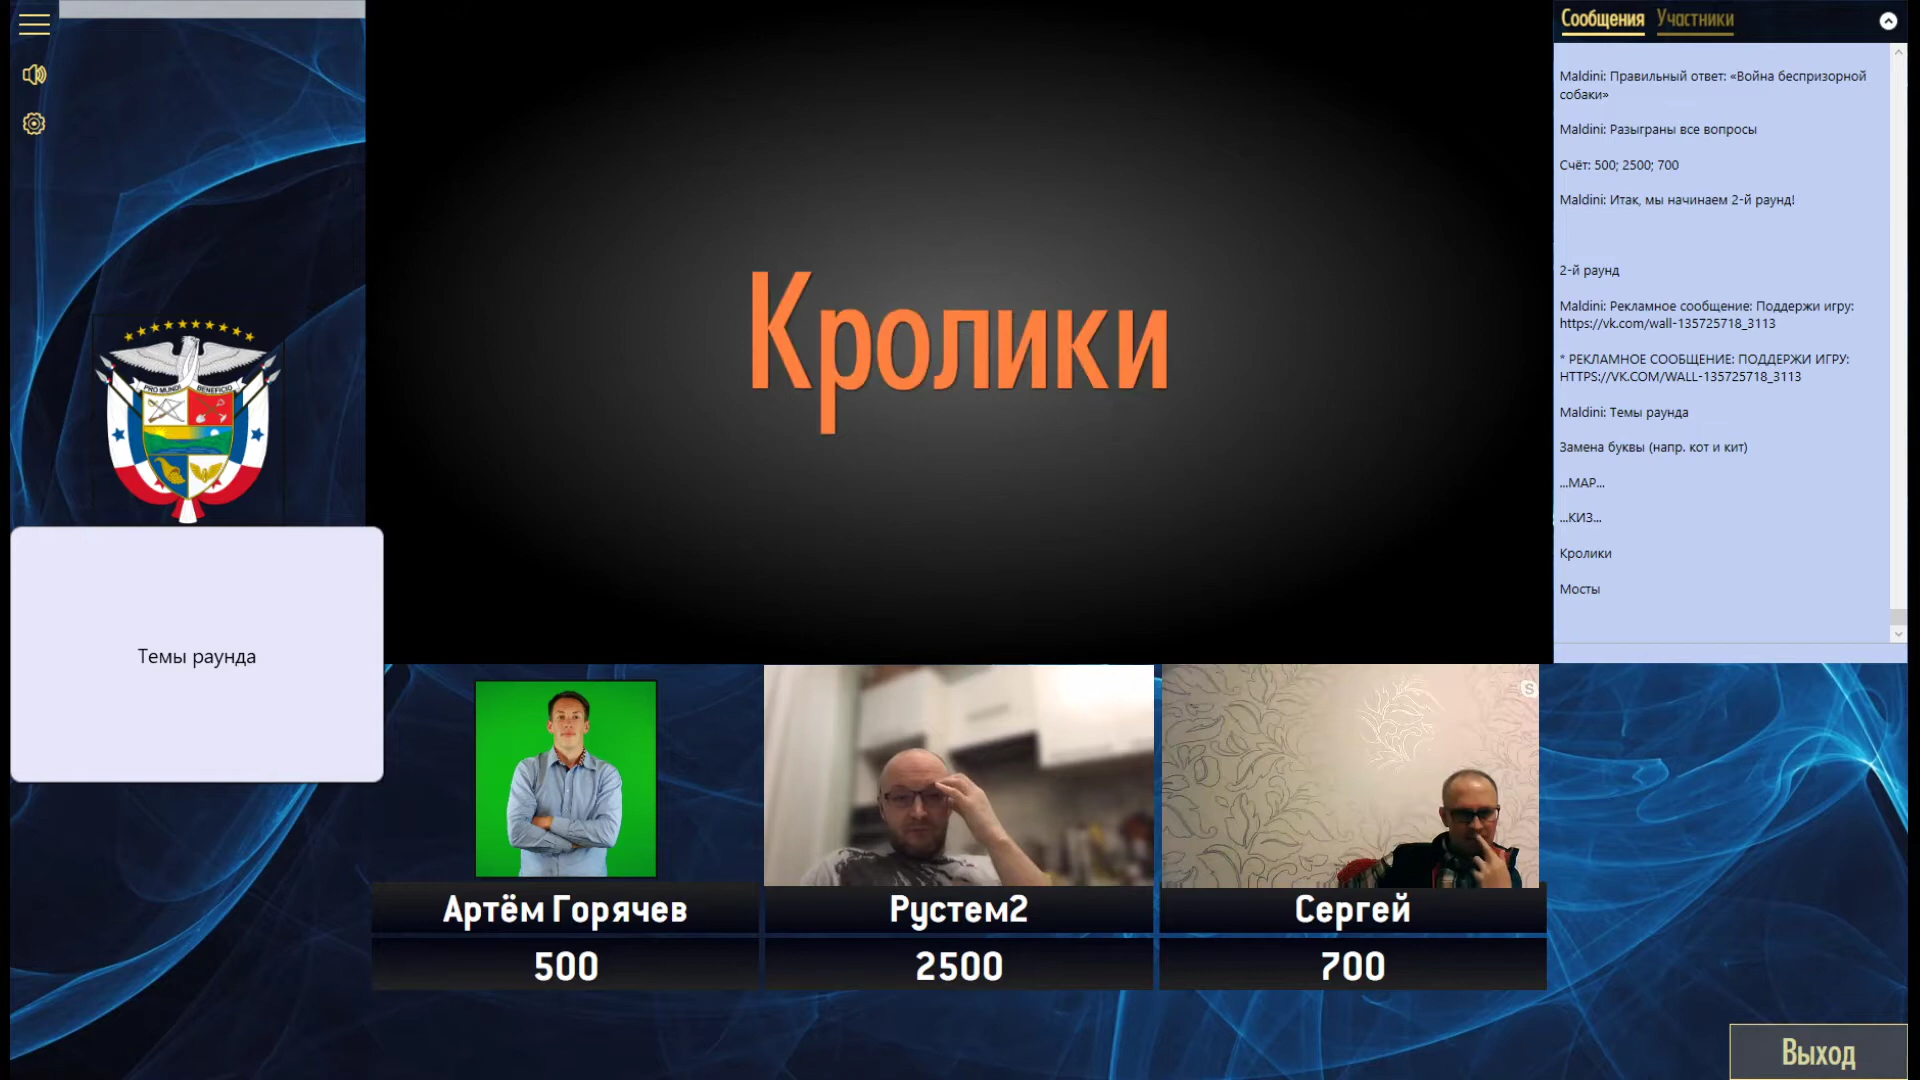 Сообщения Участники
Maldini: Правильный ответ: «Война беспризорной
собаки»
Maldini: Разыграны все вопросы
Счёт: 500; 2500; 700
Maldini: Итак, мы начинаем 2-й раунд!
2-й раунд
Maldini: Рекламное сообщение: Поддержи игру:
https://vk.com/wall-135725718_3113
* РЕКЛАМНОЕ СООБЩЕНИЕ: ПОДДЕРЖИ ИГРУ:
HTTPS://VK.COM/WALL-135725718_3113
Maldini: Темы раунда
Замена буквы (напр. кот и кит)
...МАР...
...КИЗ...
Кролики
Мосты
Кролики
PRO MUNDI BENEFICIO
Темы раунда
S
Артём Горячев
Рустем2
Сергей
500
2500
700
Выход